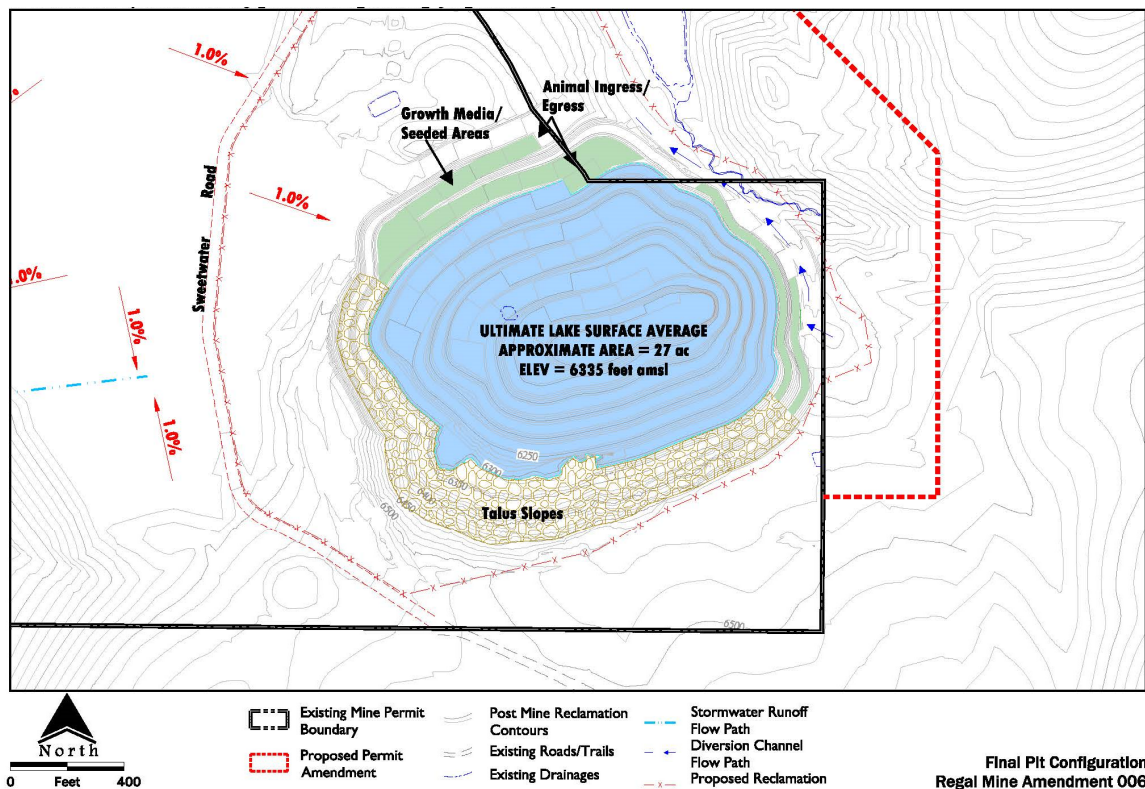 1.0%
Animal Ingress/
Egress
Growth Media/
Seeded Areas
Sweetwater Road
1.0%
.0%
1.0%
1.0%
ULTIMATE LAKE SURFACE AVERAGE
APPROXIMATE AREA = 27 ac
ELEV = 6335 feet amsl
6250
6300
6350
6400
6450
6500
Talus Slopes
6500
North
0 Feet 400
Existing Mine Permit
Boundary
Proposed Permit
Amendment
Post Mine Reclamation
Contours
Existing Roads/Trails
Existing Drainages
Stormwater Runoff
Flow Path
Diversion Channel
Flow Path
Proposed Reclamation
Final Pit Configuration
Regal Mine Amendment 006